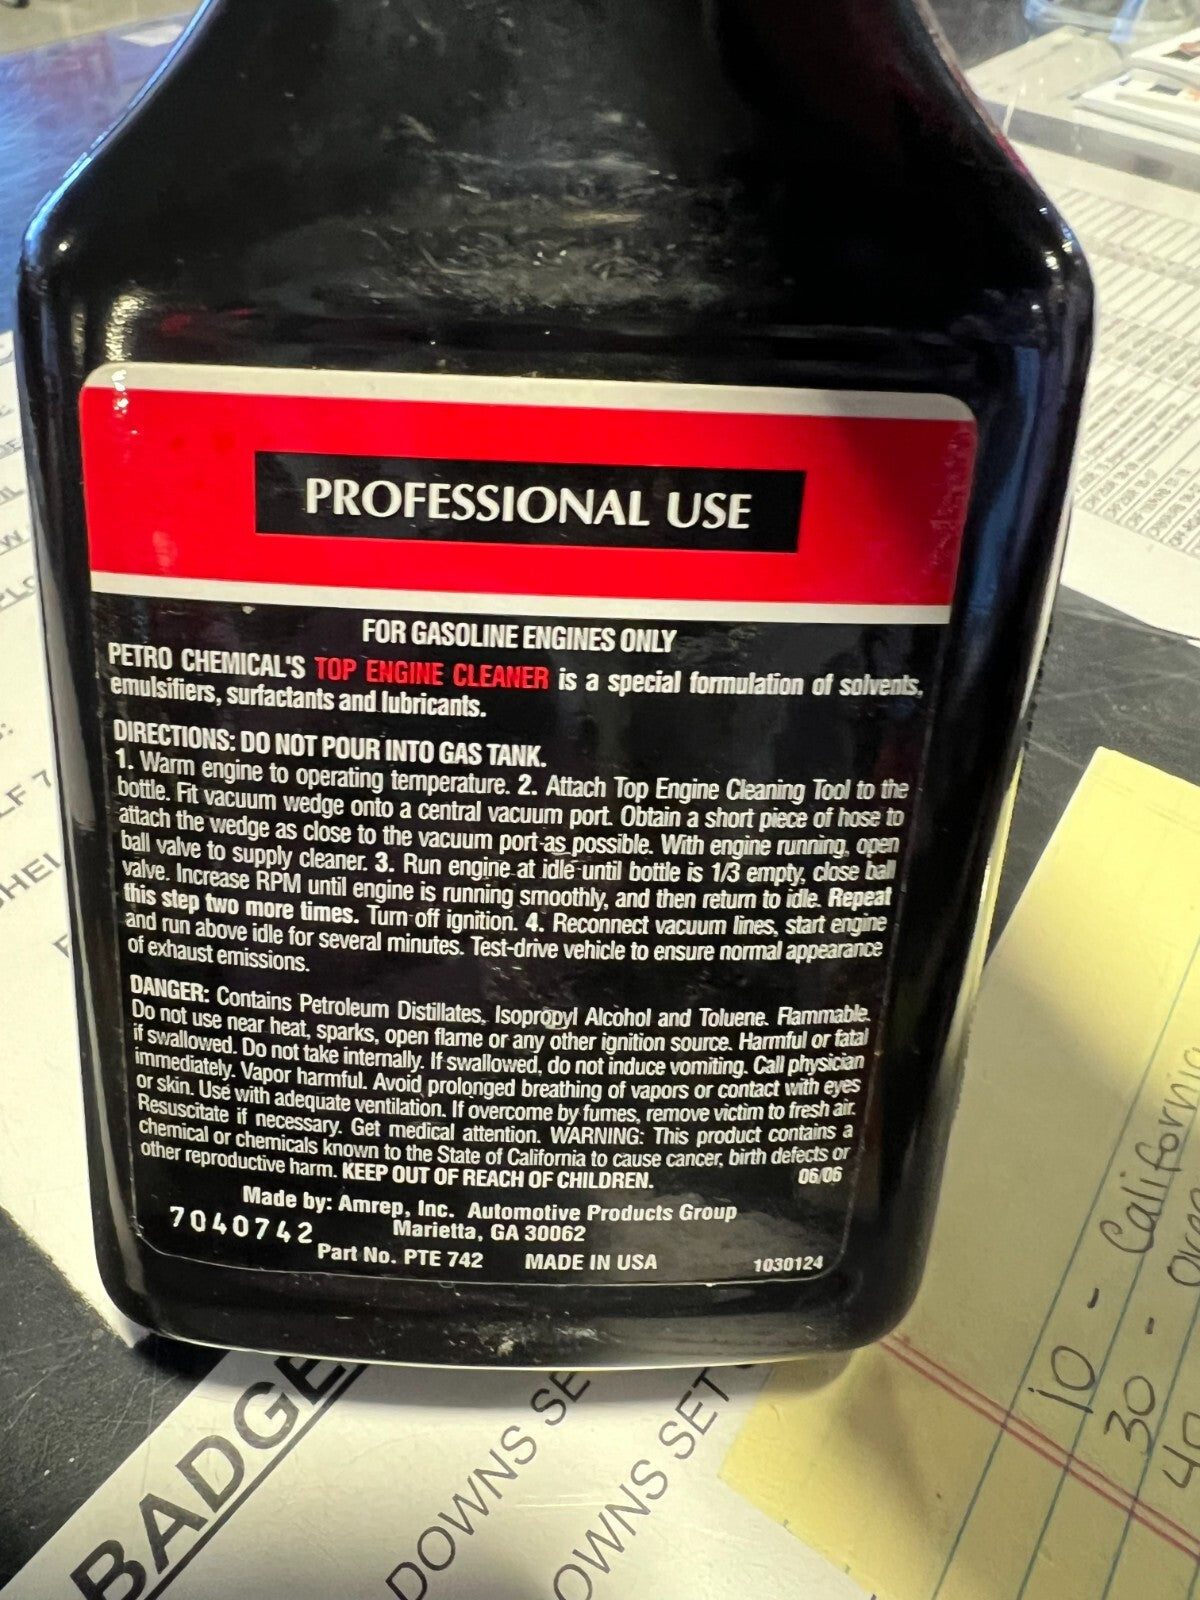 PROFESSIONAL USE
FOR GASOLINE ENGINES ONLY
PETRO CHEMICAL'S TOP ENGINE CLEANER is a special formulation of solvents,
emulsifiers, surfactants and lubricants.
DIRECTIONS: DO NOT POUR INTO GAS TANK.
1. Warm engine to operating temperature. 2. Attach Top Engine Cleaning Tool to the
bottle. Fit vacuum wedge onto a central vacuum port. Obtain a short piece of hose to
attach the wedge as close to the vacuum port as possible. With engine running, open
ball valve to supply cleaner. 3. Run engine at idle until bottle is 1/3 empty, close ball
valve. Increase RPM until engine is running smoothly, and then return to idle. Repeat
this step two more times. Turn off ignition. 4. Reconnect vacuum lines, start engine
and run above idle for several minutes. Test-drive vehicle to ensure normal appearance
of exhaust emissions.
DANGER: Contains Petroleum Distillates, Isopropyl Alcohol and Toluene. Flammable.
Do not use near heat, sparks, open flame or any other ignition source. Harmful or fatal
if swallowed. Do not take internally. If swallowed, do not induce vomiting. Call physician
immediately. Vapor harmful. Avoid prolonged breathing of vapors or contact with eyes
or skin. Use with adequate ventilation. If overcome by fumes, remove victim to fresh air.
Resuscitate if necessary. Get medical attention. WARNING: This product contains a
chemical or chemicals known to the State of California to cause cancer, birth defects or
other reproductive harm. KEEP OUT OF REACH OF CHILDREN. 06/06
Made by: Amrep, Inc. Automotive Products Group
7040742 Marietta, GA 30062
Part No. PTE 742 MADE IN USA 1030124
BADGE
DOWNS SE
OWNS SET
10 - California
30 -